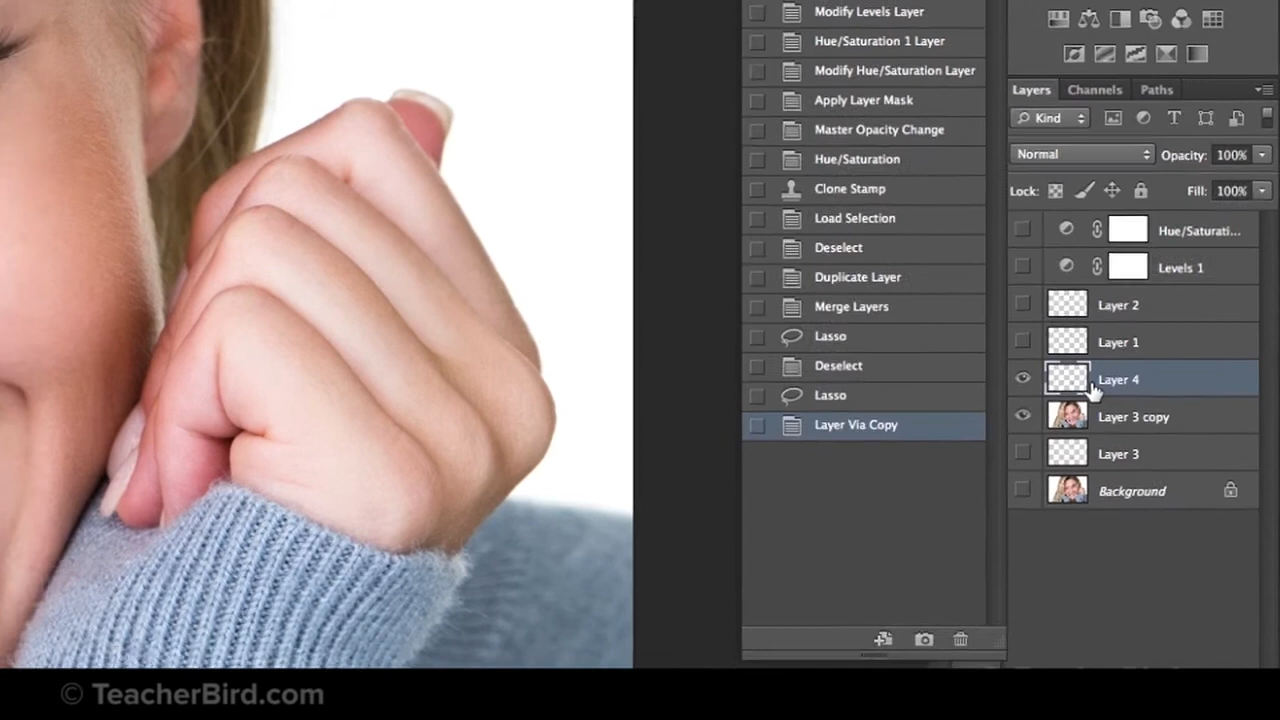 Modify Levels Layer
Hue/Saturation 1 Layer
Modify Hue/Saturation Layer
Apply Layer Mask
Master Opacity Change
Hue/Saturation
Clone Stamp
Load Selection
Deselect
Duplicate Layer
Merge Layers
Lasso
Deselect
Lasso
Layer Via Copy
Layers Channels Paths
Kind
Normal Opacity: 100%
Lock: Fill: 100%
Hue/Saturati...
Levels 1
Layer 2
Layer 1
Layer 4
Layer 3 copy
Layer 3
Background
© TeacherBird.com